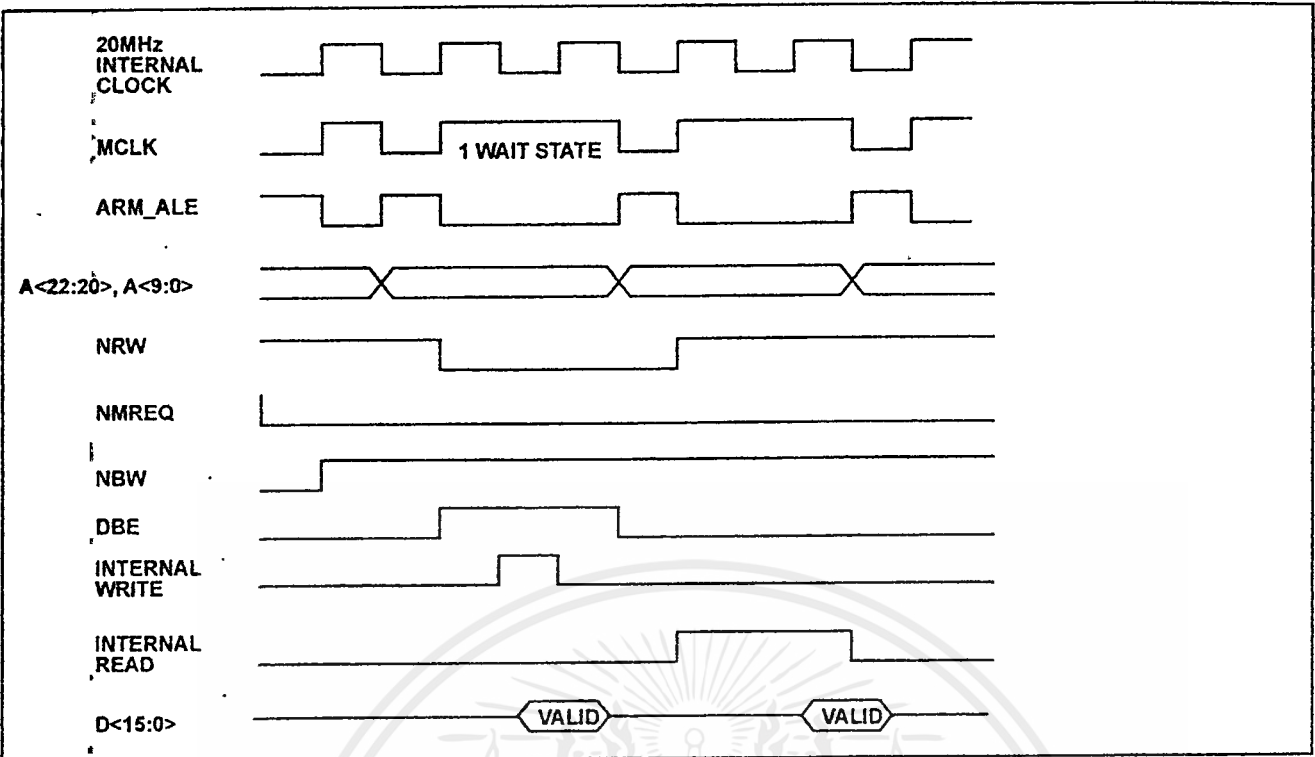 20MHz
INTERNAL
CLOCK
MCLK
1 WAIT STATE
ARM_ALE
A<22:20>, A<9:0>
NRW
NMREQ
NBW
DBE
INTERNAL
WRITE
INTERNAL
READ
D<15:0>
VALID
VALID